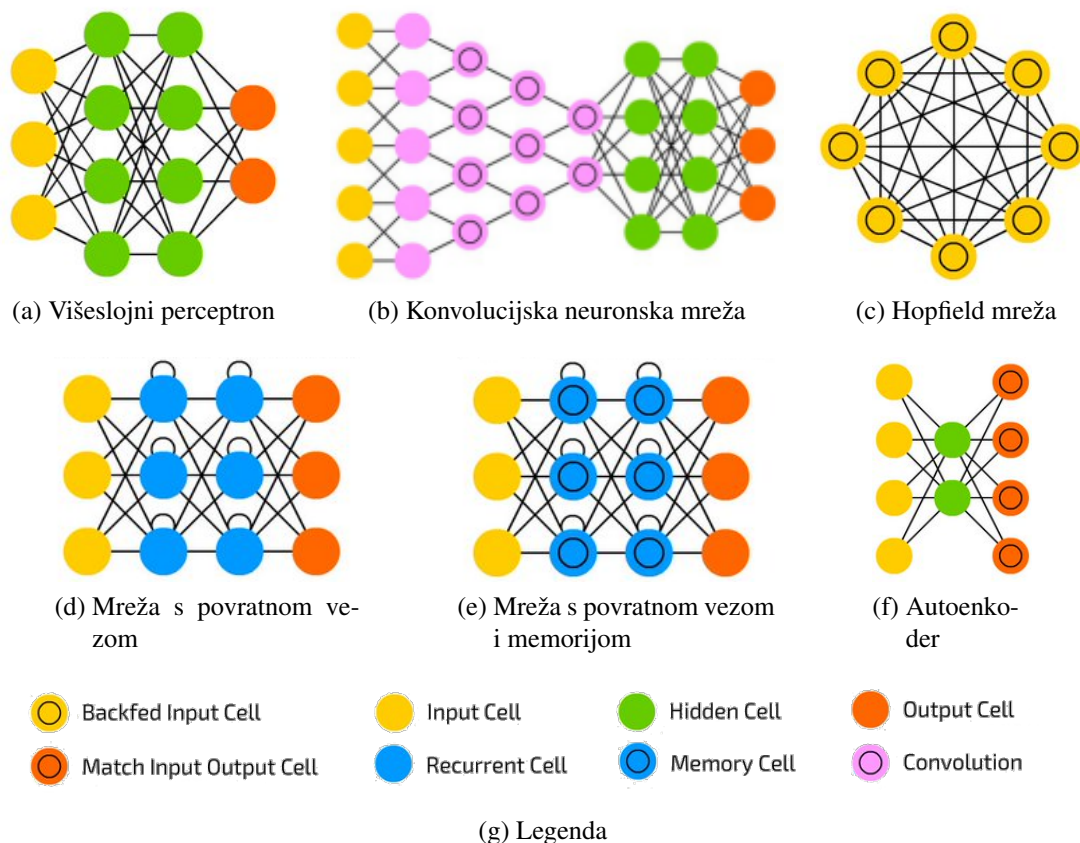 (a) Višeslojni perceptron
(b) Konvolucijska neuronska mreža
(c) Hopfield mreža
(d) Mreža s povratnom ve-
zom
(e) Mreža s povratnom vezom
i memorijom
(f) Autoenko-
der
Backfed Input Cell
Input Cell
Hidden Cell
Output Cell
Match Input Output Cell
Recurrent Cell
Memory Cell
Convolution
(g) Legenda